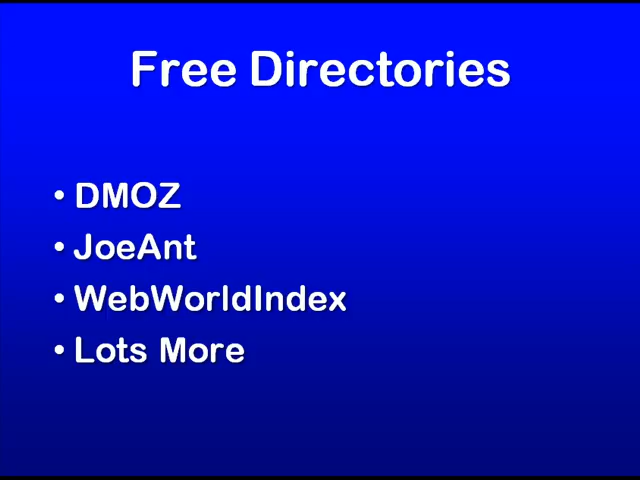 Free Directories
• DMOZ
• JoeAnt
• WebWorldIndex
• Lots More